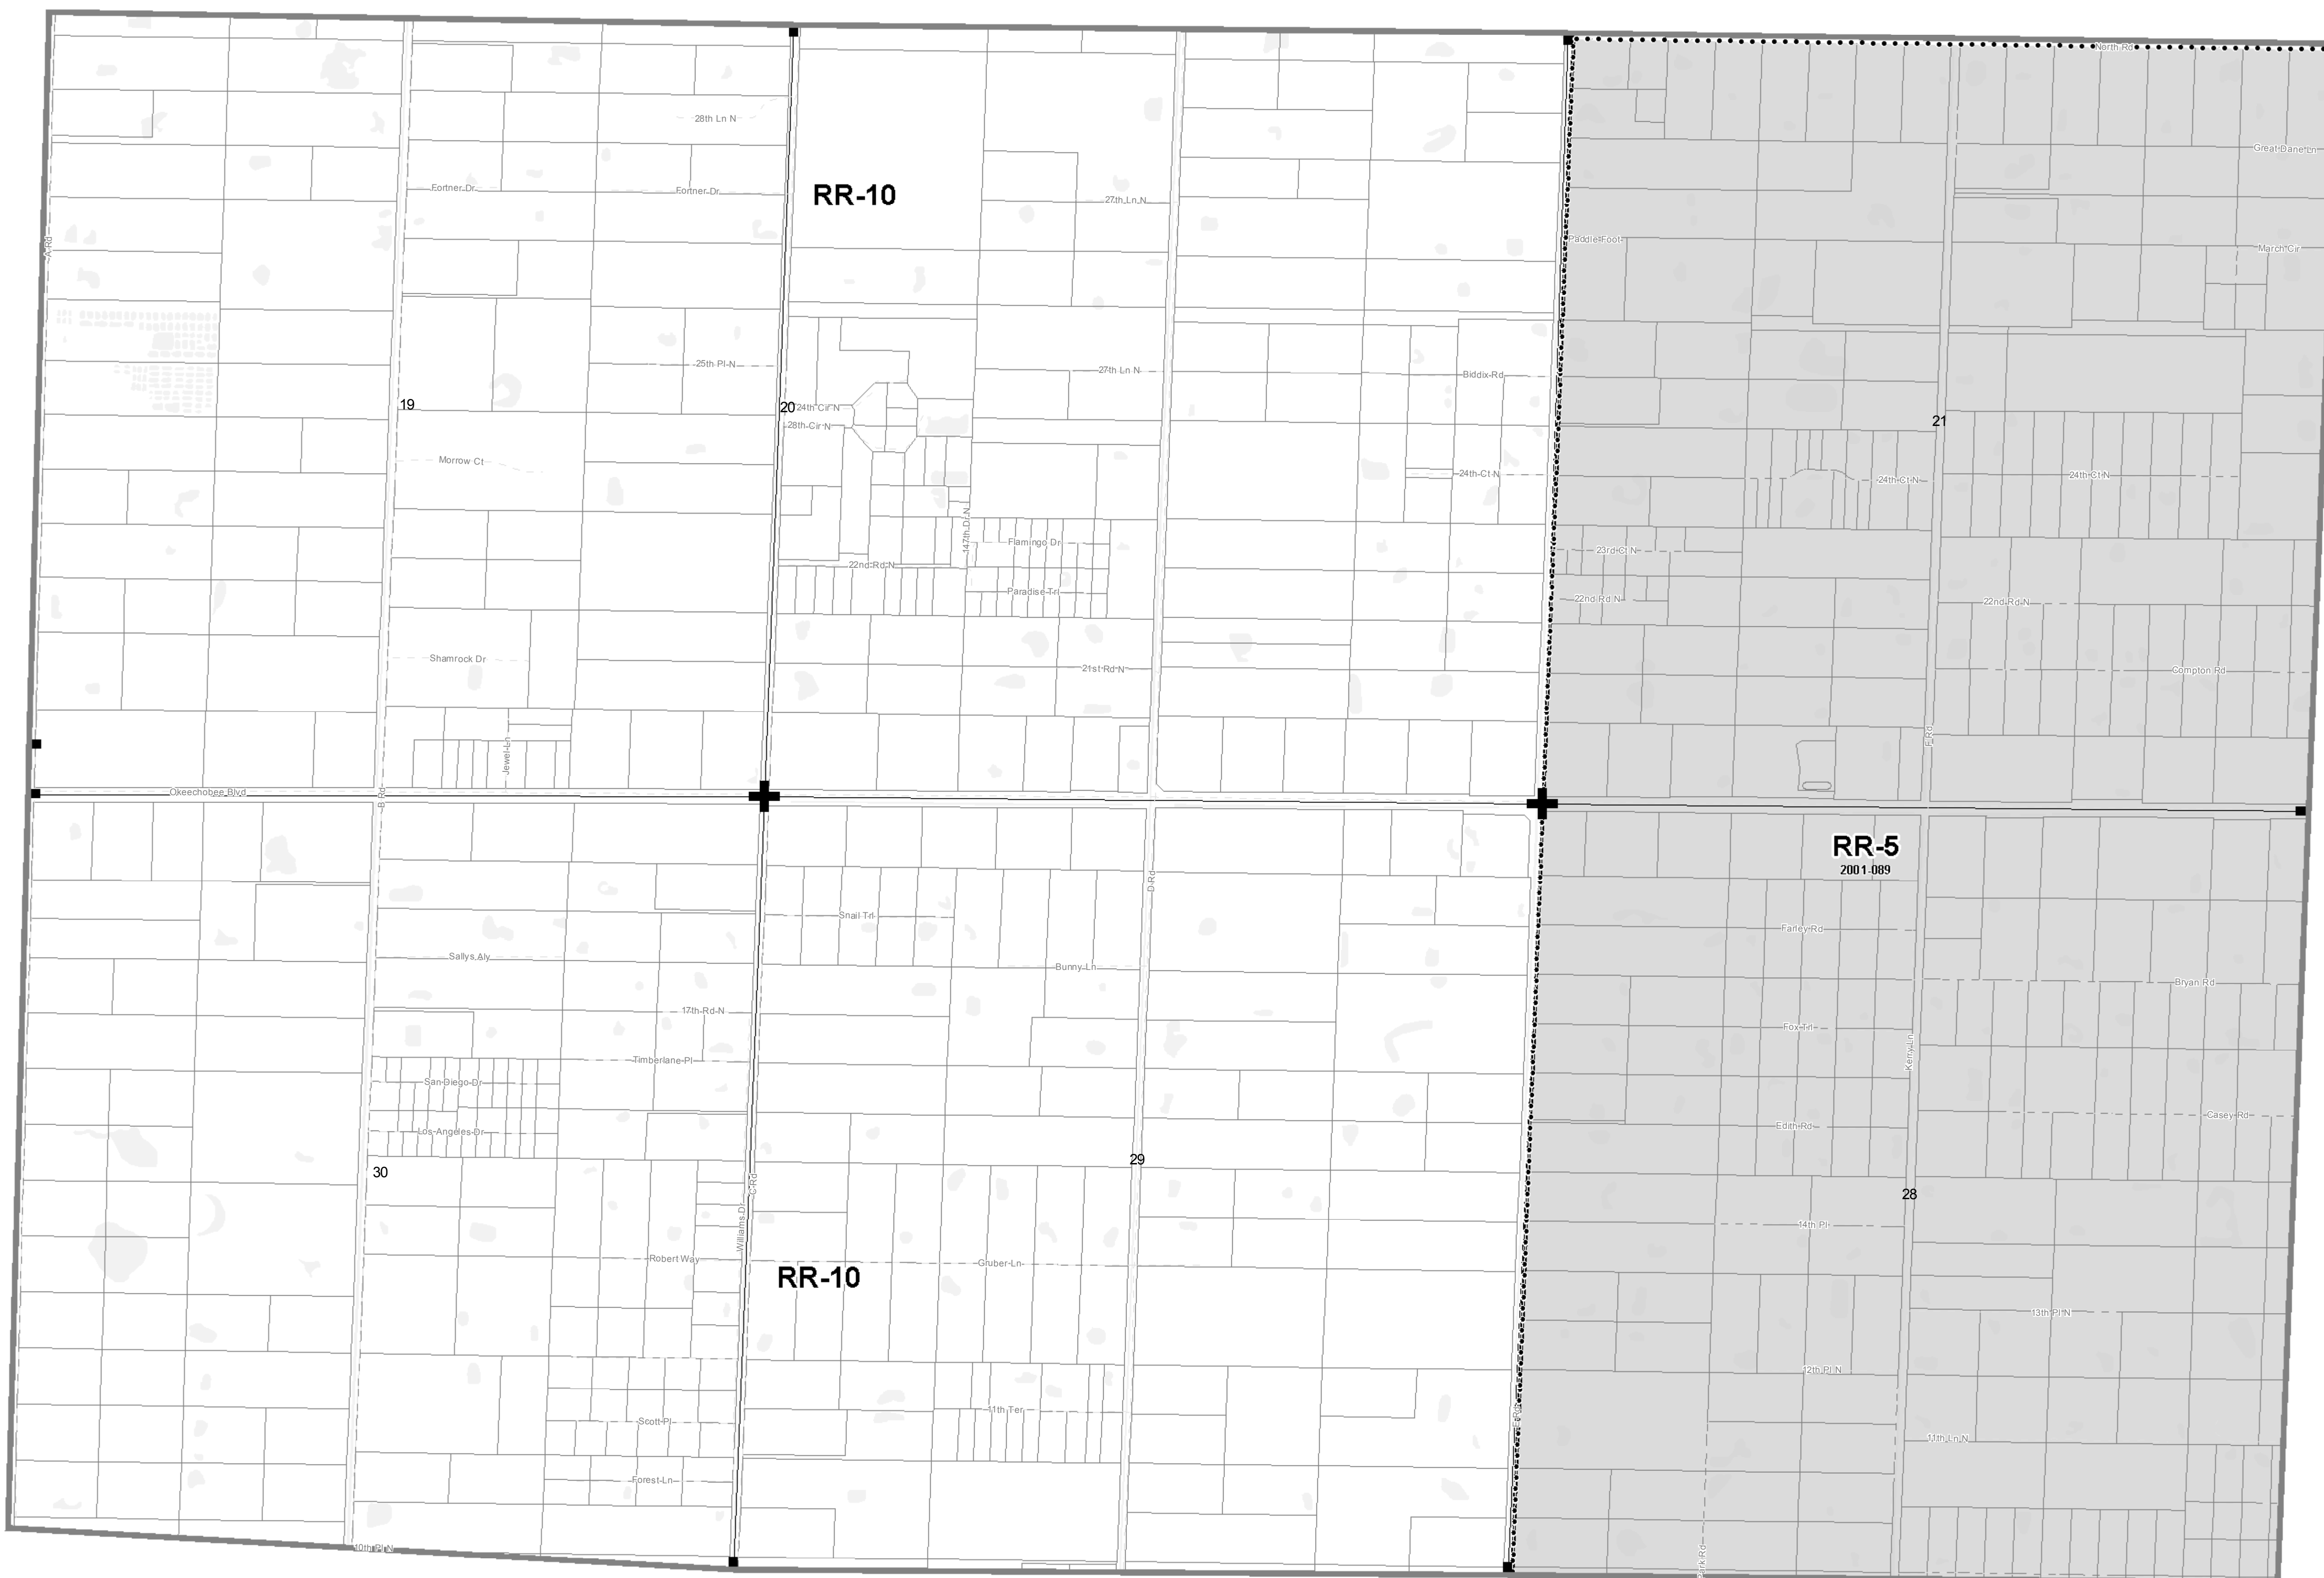 North Rd
28th Ln N
Great Dane Ln
Fortner Dr
Fortner Dr
RR-10
27th Ln N
A Rd
Paddle Foot
March Cir
25th Pl N
27th Ln N
Biddix Rd
19
20
24th Cir N
21
28th Cir N
Morrow Ct
24th Ct N
24th Ct N
24th Ct N
147th Dr N
Flamingo Dr
23rd Ct N
22nd Rd N
Paradise Trl
22nd Rd N
22nd Rd N
Shamrock Dr
21st Rd N
Compton Rd
Jewel Ln
F Rd
Okeechobee Blvd
B Rd
RR-5
2001-089
D Rd
Snail Trl
Farley Rd
Sallys Aly
Bunny Ln
Bryan Rd
17th Rd N
Fox Trl
Kerry Ln
Timberlane Pl
San Diego Dr
Casey Rd
Los Angeles Dr
Edith Rd
30
29
C Rd
28
Williams Dr
14th Pl
Robert Way
Gruber Ln
RR-10
13th Pl N
12th Pl N
E Rd
11th Ter
Scott Pl
11th Ln N
Forest Ln
10th Pl N